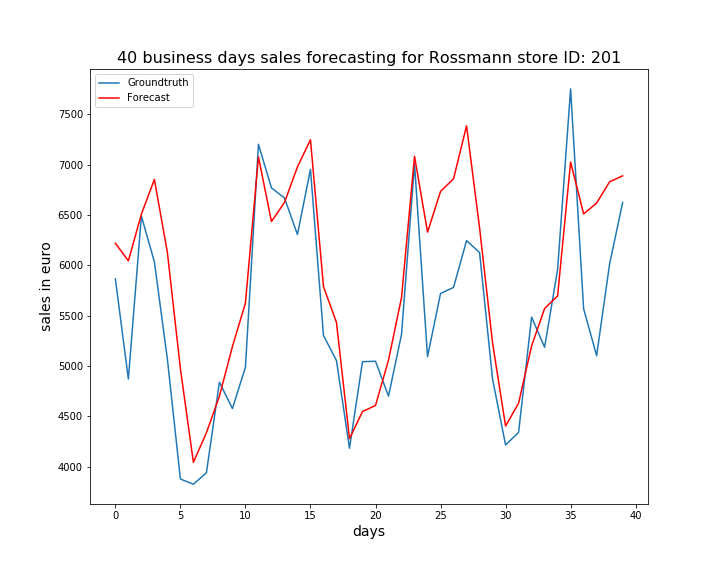 40 business days sales forecasting for Rossmann store ID: 201
Groundtruth
Forecast
sales in euro
7500
7000
6500
6000
5500
5000
4500
4000
0 5 10 15 20 25 30 35 40
days